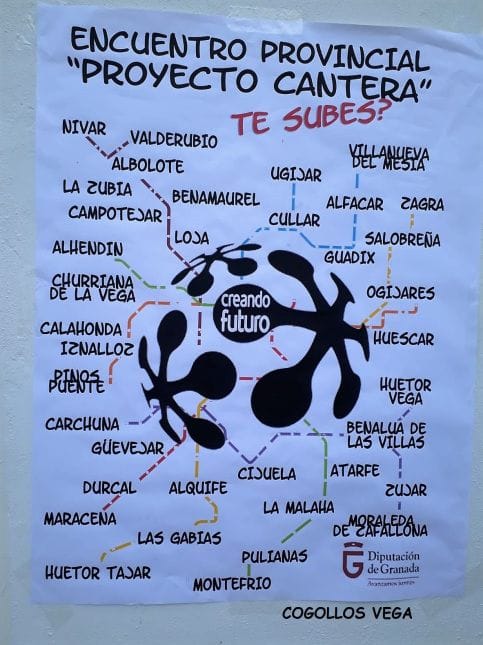 ENCUENTRO PROVINCIAL
"PROYECTO CANTERA"
TE SUBES?
NIVAR
VALDERUBIO
ALBOLOTE
VILLANUEVA
DEL MESIA
UGIJAR
LA ZUBIA
BENAMAUREL
CAMPOTEJAR
CULLAR
ALFACAR
ZAGRA
LOJA
SALOBREÑA
ALHENDIN
GUADIX
CHURRIANA
DE LA VEGA
OGIJARES
creando
futuro
CALAHONDA
HUESCAR
IZNALLOZ
PINOS
PUENTE
HUETOR
VEGA
CARCHUNA
BENALUA DE
LAS VILLAS
GÜEVEJAR
CIJUELA
ATARFE
DURCAL
ALQUIFE
ZUJAR
LA MALAHA
MARACENA
MORALEDA
DE ZAFALLONA
LAS GABIAS
PULIANAS
HUETOR TAJAR
MONTEFRIO
Diputación
de Granada
Avanzamos juntos
COGOLLOS VEGA